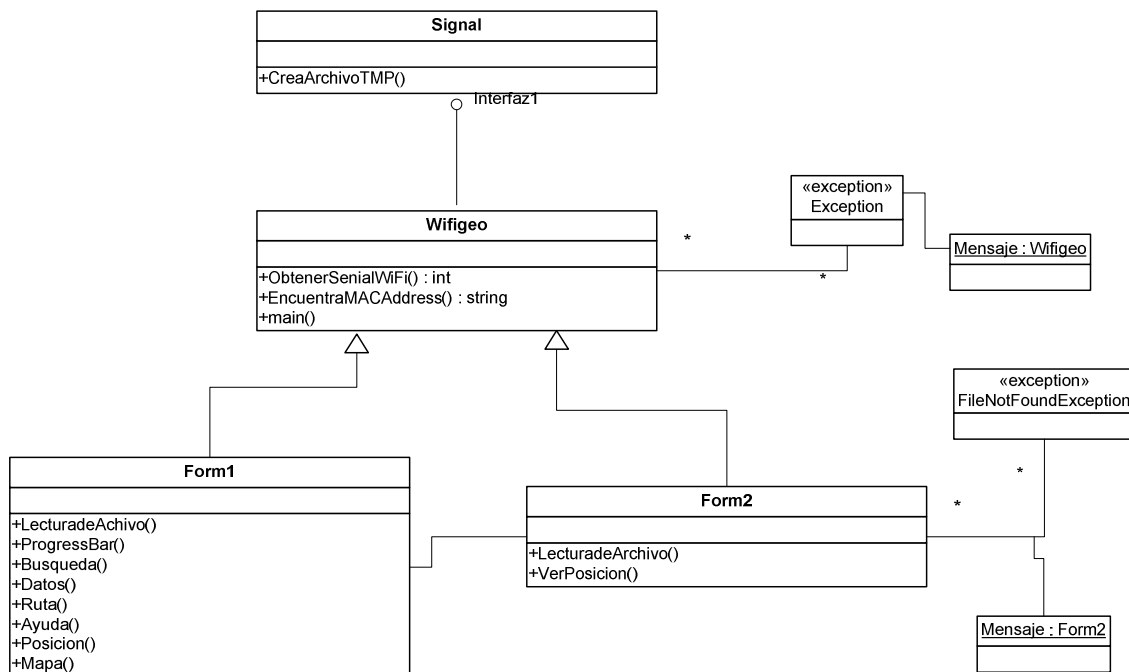 Signal
+CreaArchivoTMP()
Interfaz1
Wifigeo
+ObtenerSenialWiFi() : int
+EncuentraMACAddress() : string
+main()
*
*
«exception»
Exception
Mensaje : Wifigeo
«exception»
FileNotFoundException
*
*
Form1
+LecturadeAchivo()
+ProgressBar()
+Busqueda()
+Datos()
+Ruta()
+Ayuda()
+Posicion()
+Mapa()
Form2
+LecturadeArchivo()
+VerPosicion()
Mensaje : Form2